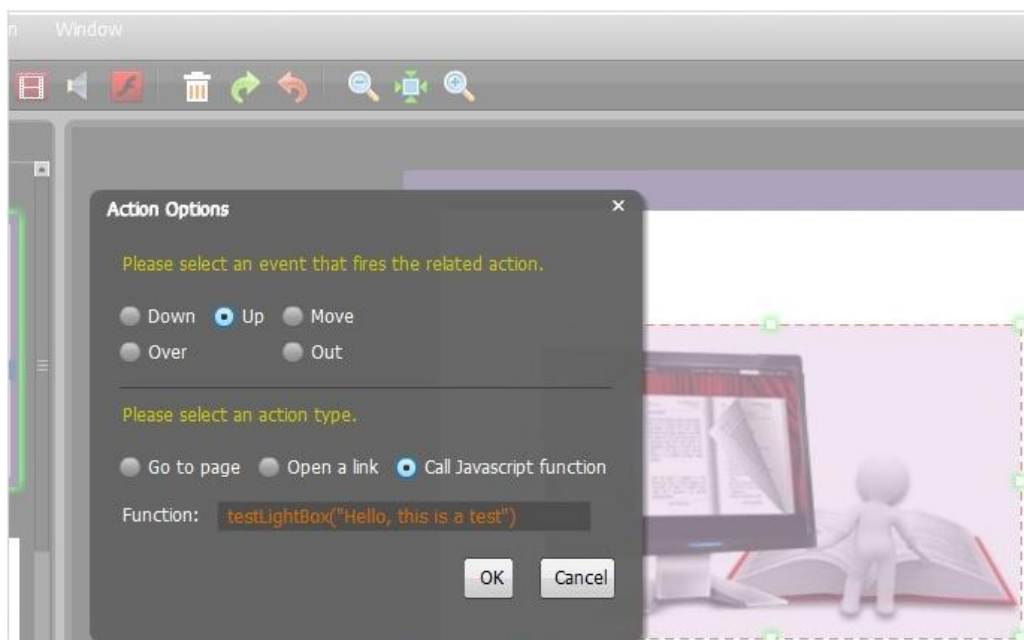 n Window
Action Options
Please select an event that fires the related action.
Down Up Move
Over Out
Please select an action type.
Go to page Open a link Call Javascript function
Function: testLightBox("Hello, this is a test")
OK Cancel